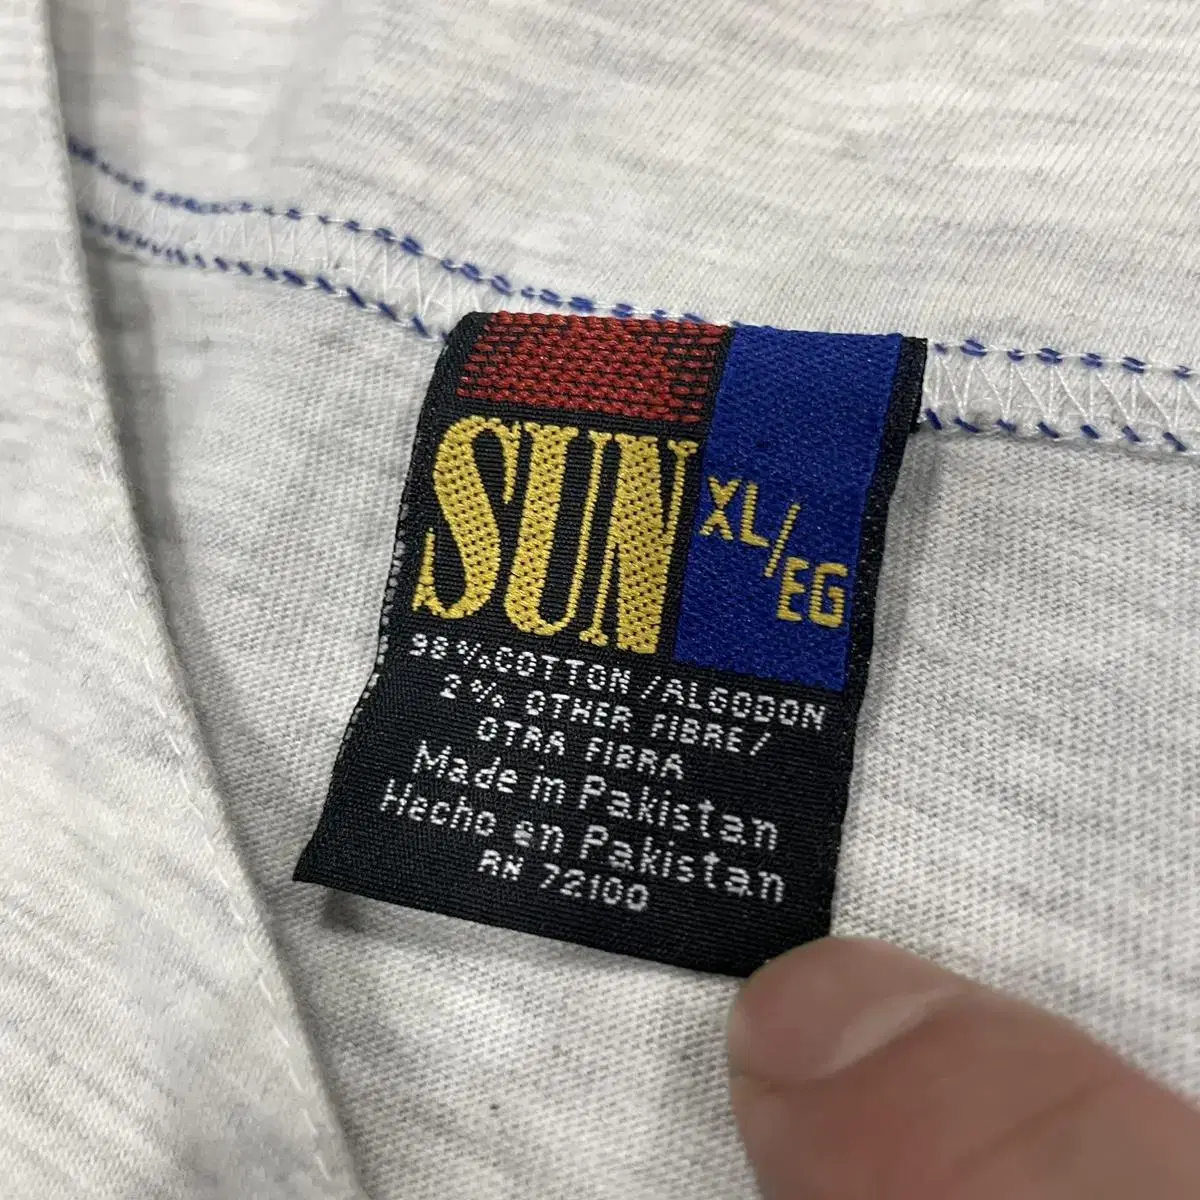 SUN
XL/EG
98%COTTON/ALGODON
2% OTHER FIBRE/
OTRA FIBRA
Made in Pakistan
Hecho en Pakistan
RN 72100